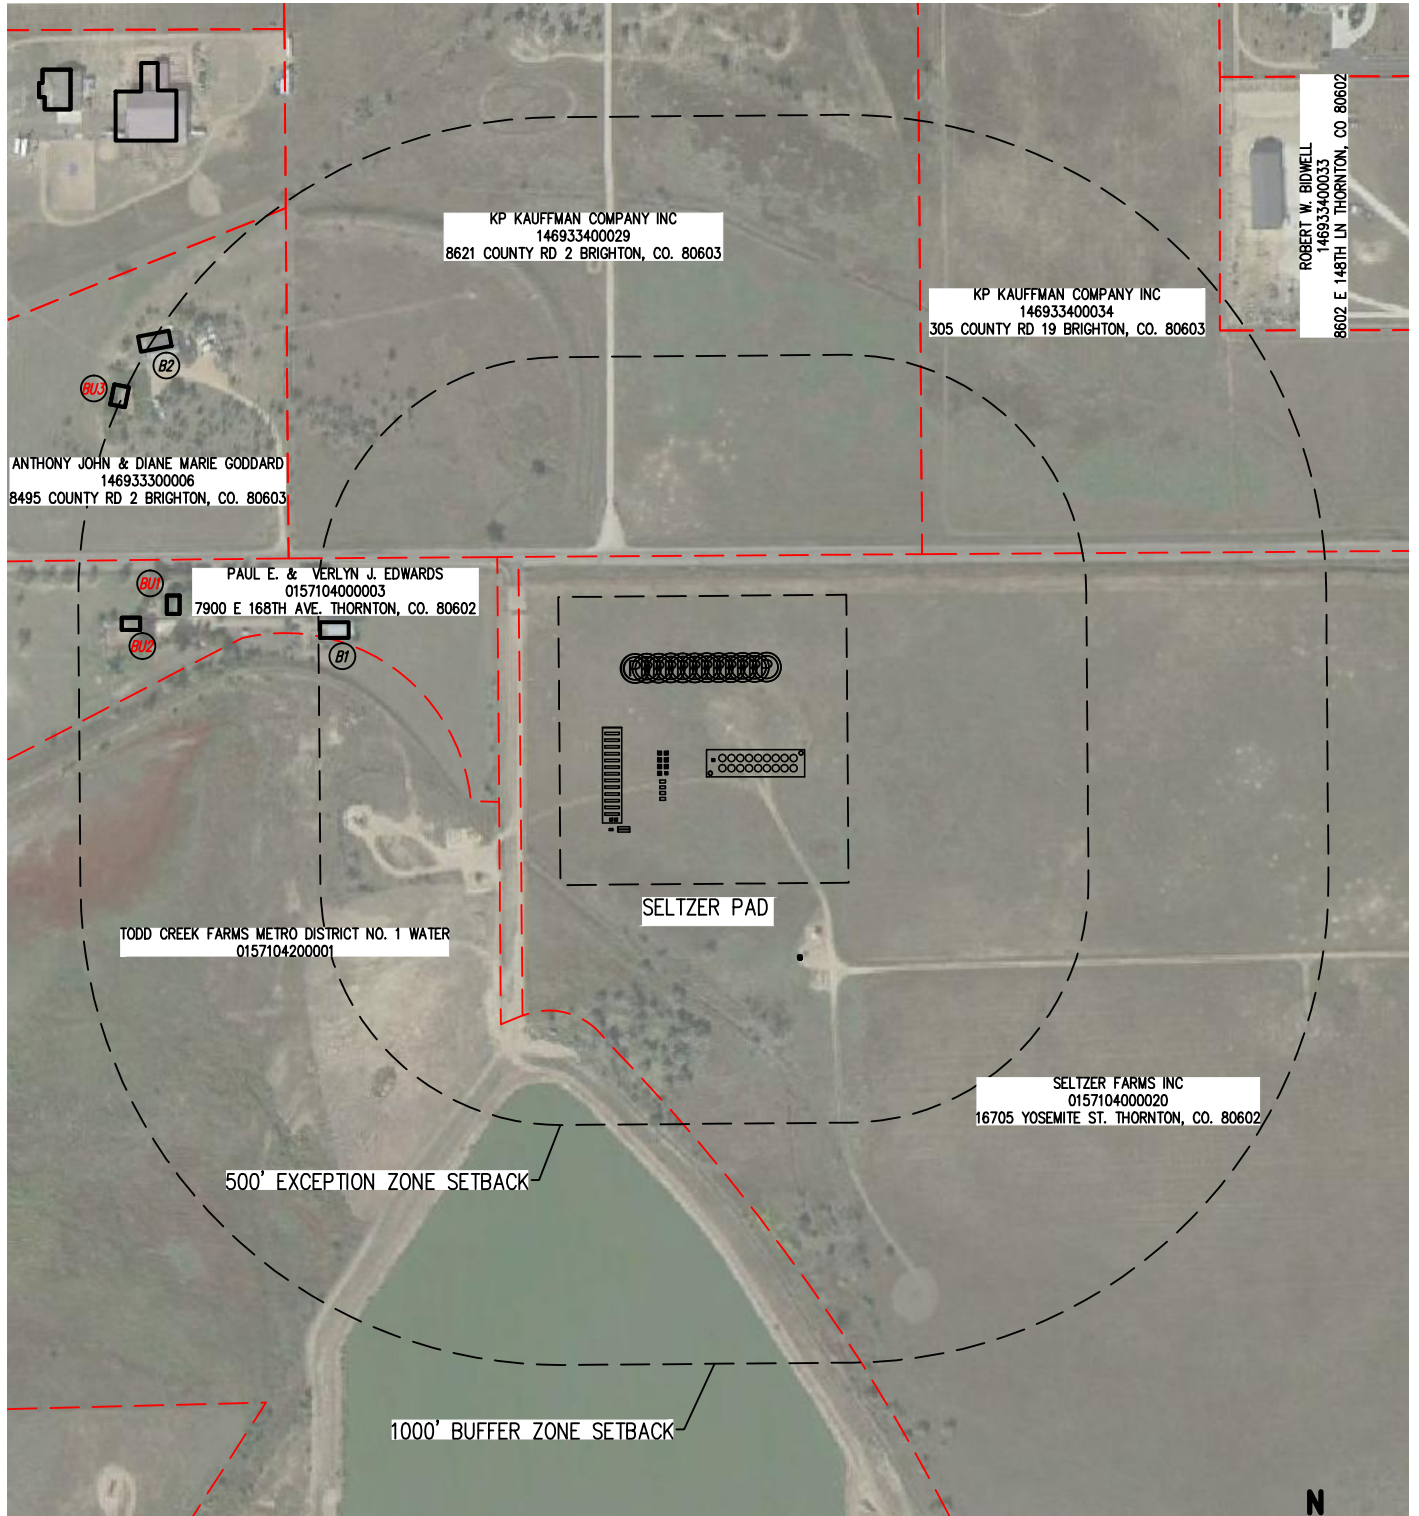 ROBERT W. BIDWELL
146933400033
8602 E 148TH LN THORNTON, CO 80602
KP KAUFFMAN COMPANY INC
146933400029
8621 COUNTY RD 2 BRIGHTON, CO. 80603
KP KAUFFMAN COMPANY INC
146933400034
305 COUNTY RD 19 BRIGHTON, CO. 80603
B2
BU3
ANTHONY JOHN & DIANE MARIE GODDARD
146933300006
8495 COUNTY RD 2 BRIGHTON, CO. 80603
PAUL E. & VERLYN J. EDWARDS
0157104000003
7900 E 168TH AVE. THORNTON, CO. 80602
BU1
BU2
B1
SELTZER PAD
TODD CREEK FARMS METRO DISTRICT NO. 1 WATER
0157104200001
SELTZER FARMS INC
0157104000020
16705 YOSEMITE ST. THORNTON, CO. 80602
500' EXCEPTION ZONE SETBACK
1000' BUFFER ZONE SETBACK
N